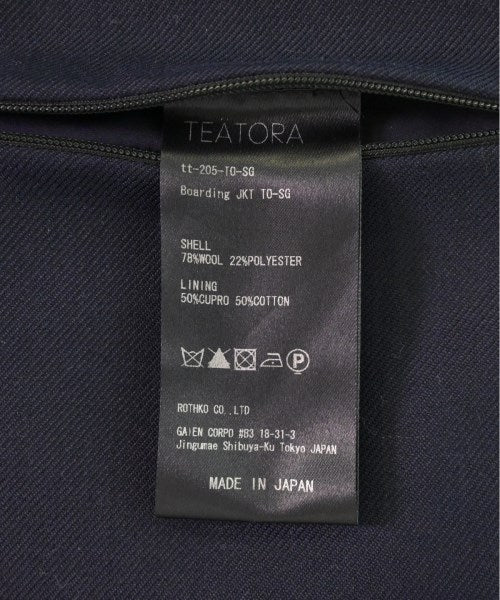 TEÄTORA
tt-205-TO-SG
Boarding JKT TO-SG
SHELL
78%WOOL 22%POLYESTER
LINING
50%CUPRO 50%COTTON
P
ROTHKO CO.,LTD
GAIEN CORPO #B3 18-31-3
Jingumae Shibuya-Ku Tokyo JAPAN
MADE IN JAPAN